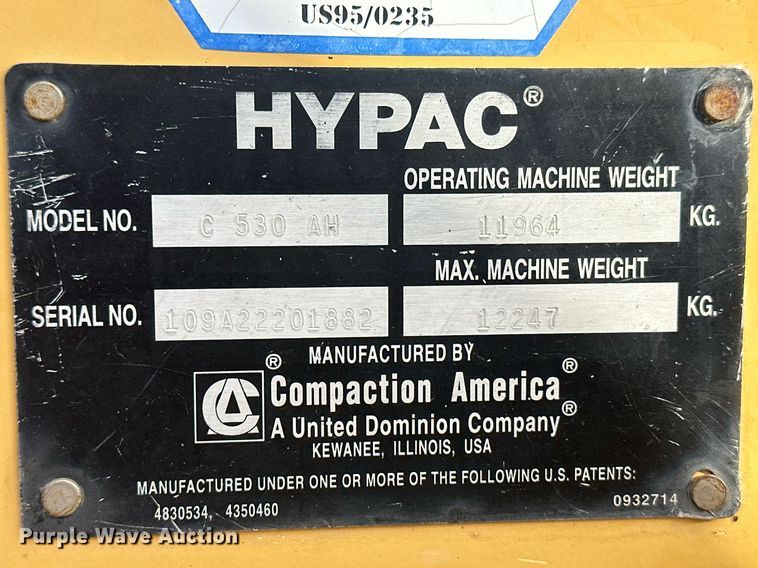 US95/0235
HYPAC®
OPERATING MACHINE WEIGHT
MODEL NO. C 530 AH 11964 KG.
MAX. MACHINE WEIGHT
SERIAL NO. 109A22201882 12247 KG.
MANUFACTURED BY
CA® Compaction America®
A United Dominion Company®
KEWANEE, ILLINOIS, USA
MANUFACTURED UNDER ONE OR MORE OF THE FOLLOWING U.S. PATENTS:
4830534, 4350460 0932714
Purple Wave Auction